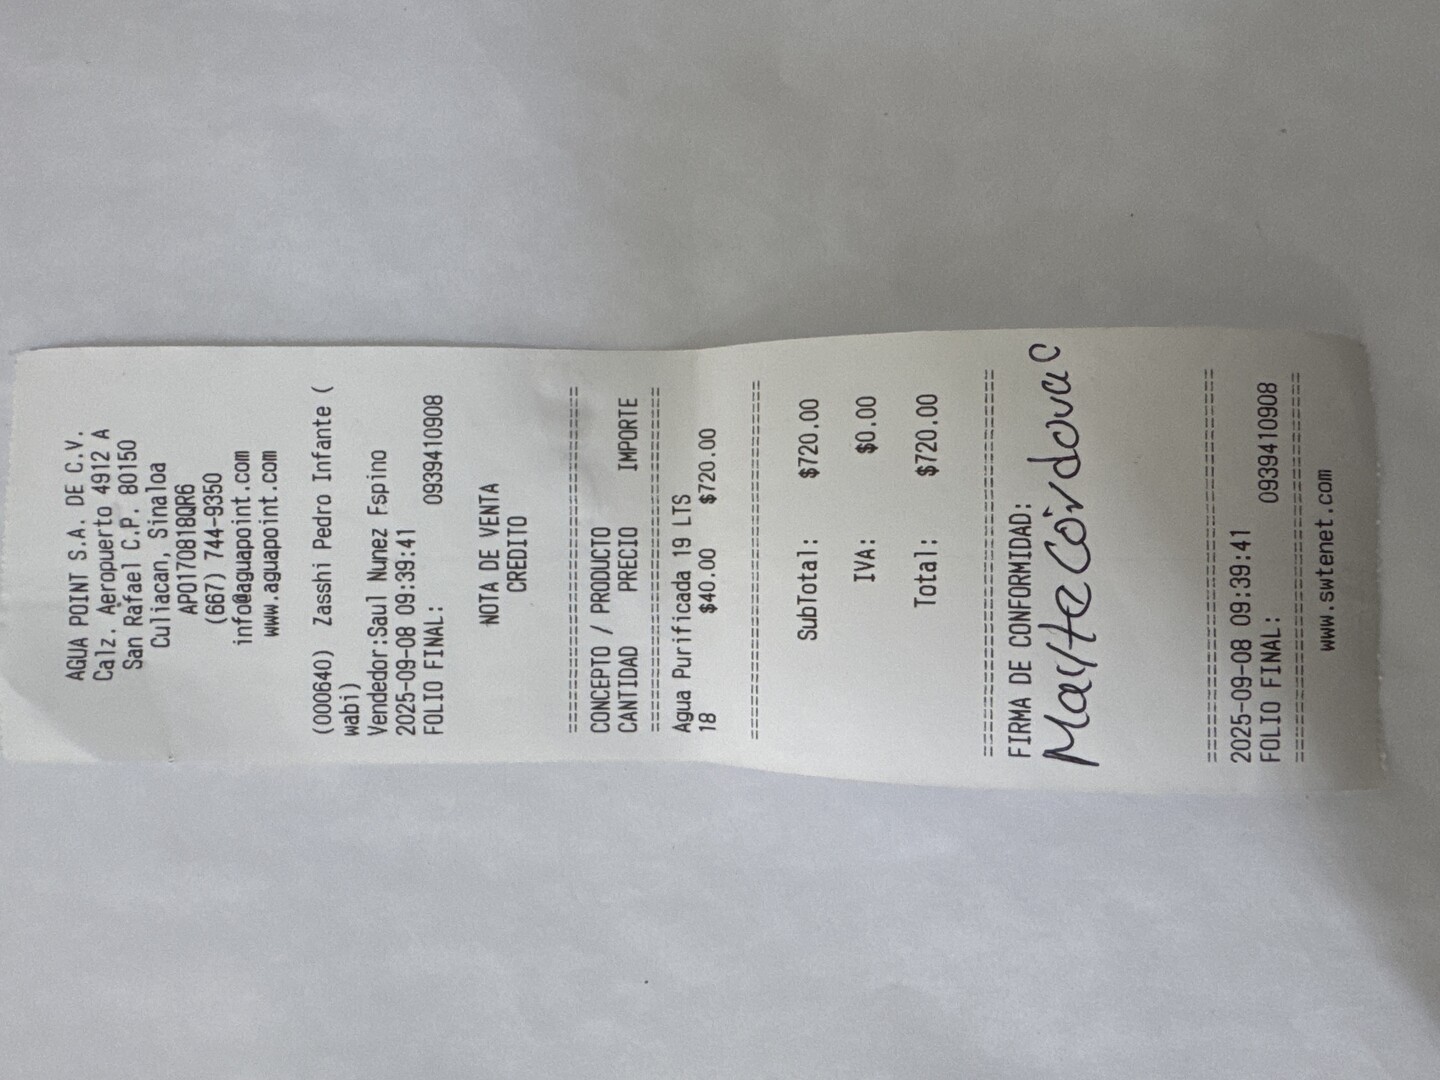 AGUA POINT S.A. DE C.V.
Calz. Aeropuerto 4912 A
San Rafael C.P. 80150
Culiacan, Sinaloa
APO170818QR6
(667) 744-9350
info@aguapoint.com
www.aguapoint.com
(000640) Zasshi Pedro Infante (
wabi)
Vendedor:Saul Nunez Espino
2025-09-08 09:39:41
FOLIO FINAL: 0939410908
NOTA DE VENTA
CREDITO
================================
CONCEPTO / PRODUCTO
CANTIDAD PRECIO IMPORTE
================================
Agua Purificada 19 LTS
18 $40.00 $720.00
================================
SubTotal: $720.00
IVA: $0.00
Total: $720.00
================================
FIRMA DE CONFORMIDAD:
Mayte Córdova C
================================
2025-09-08 09:39:41
FOLIO FINAL: 0939410908
================================
www.swtenet.com